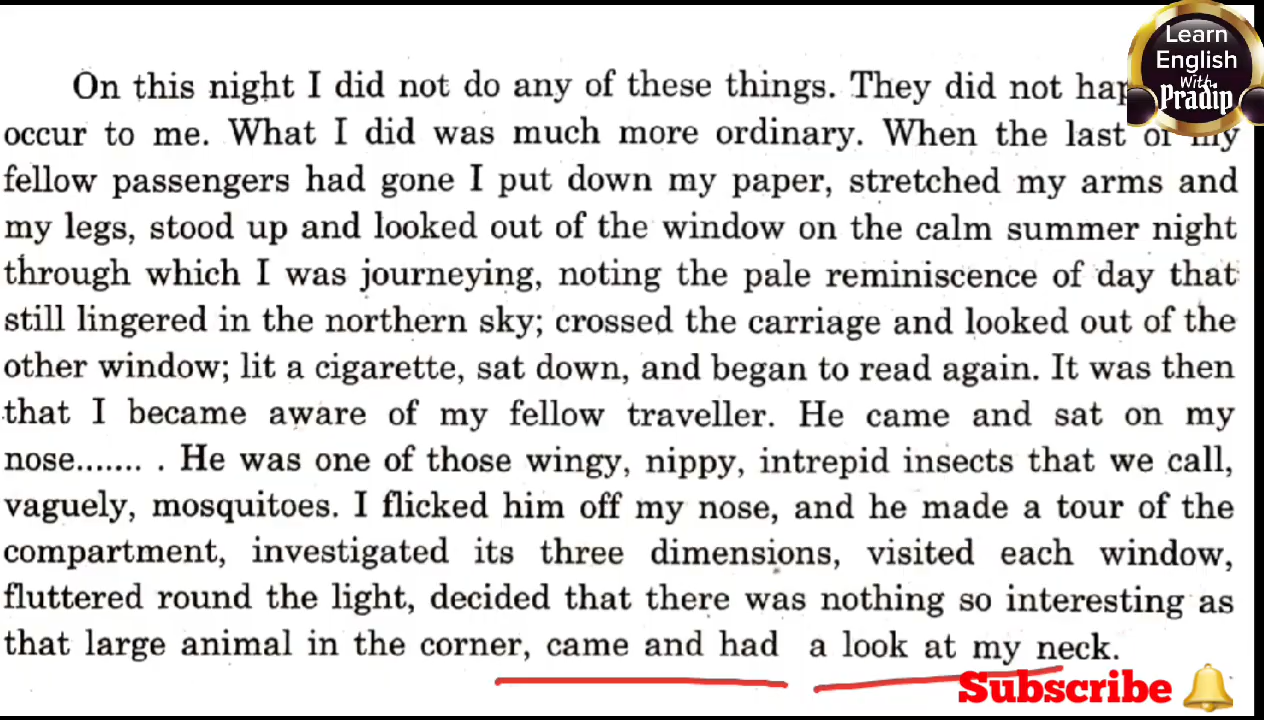 Learn
English
With
Pradip
On this night I did not do any of these things. They did not
occur to me. What I did was much more ordinary. When the last of my
fellow passengers had gone I put down my paper, stretched my arms and
my legs, stood up and looked out of the window on the calm summer night
through which I was journeying, noting the pale reminiscence of day that
still lingered in the northern sky; crossed the carriage and looked out of the
other window; lit a cigarette, sat down, and began to read again. It was then
that I became aware of my fellow traveller. He came and sat on my
nose....... . He was one of those wingy, nippy, intrepid insects that we call,
vaguely, mosquitoes. I flicked him off my nose, and he made a tour of the
compartment, investigated its three dimensions, visited each window,
fluttered round the light, decided that there was nothing so interesting as
that large animal in the corner, came and had a look at my neck.
Subscribe